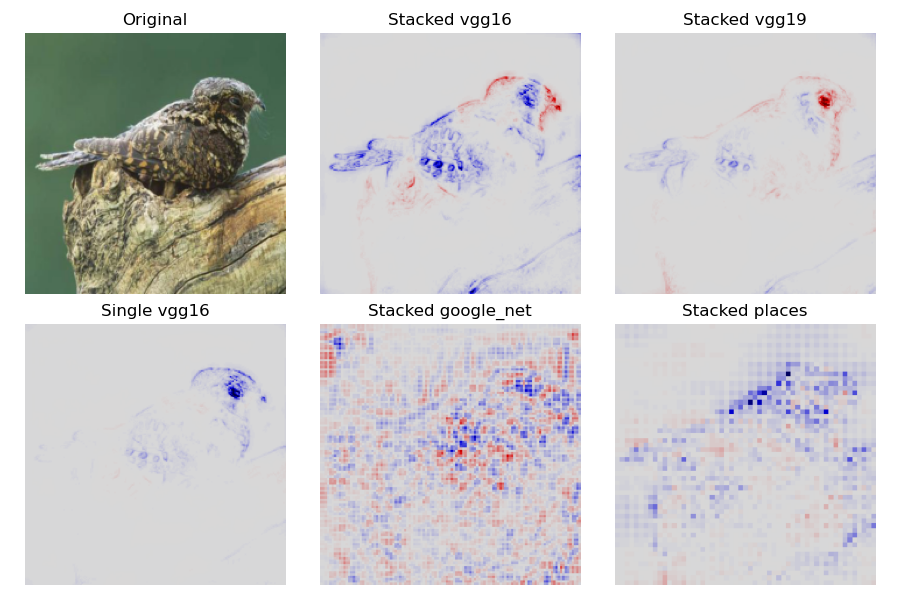 Original
Stacked vgg16
Stacked vgg19
Single vgg16
Stacked google_net
Stacked places